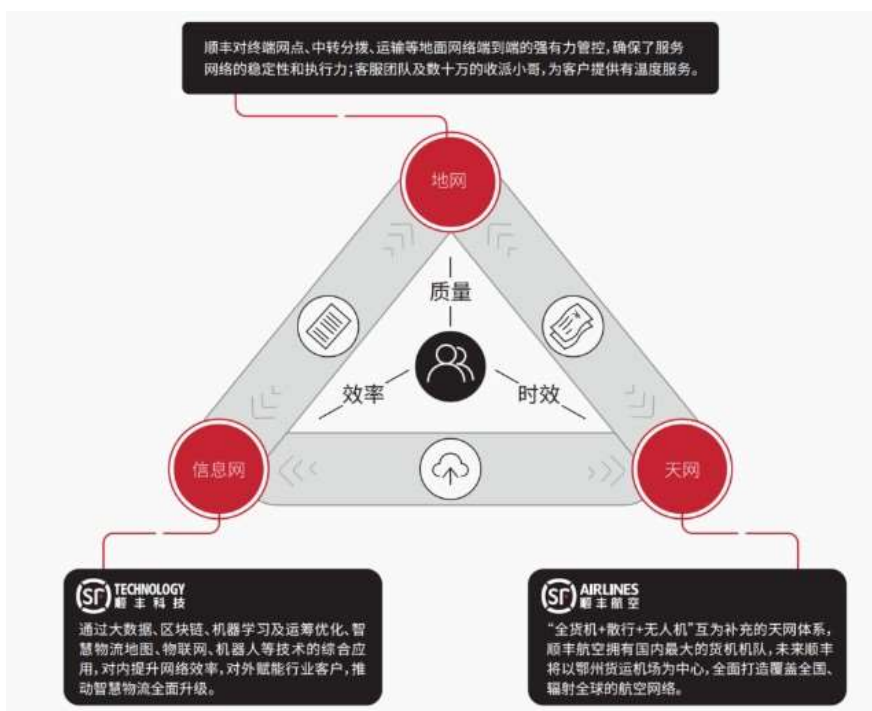 顺丰对终端网点、中转分拨、运输等地面网络端到端的强有力管控,确保了服务
网络的稳定性和执行力;客服团队及数十万的收派小哥,为客户提供有温度服务。
地网
质量
效率
时效
信息网
天网
SF TECHNOLOGY
顺丰科技
通过大数据、区块链、机器学习及运筹优化、智
慧物流地图、物联网、机器人等技术的综合应
用,对内提升网络效率,对外赋能行业客户,推
动智慧物流全面升级。
SF AIRLINES
顺丰航空
“全货机+散行+无人机”互为补充的天网体系,
顺丰航空拥有国内最大的货机机队,未来顺丰
将以鄂州货运机场为中心,全面打造覆盖全国、
辐射全球的航空网络。